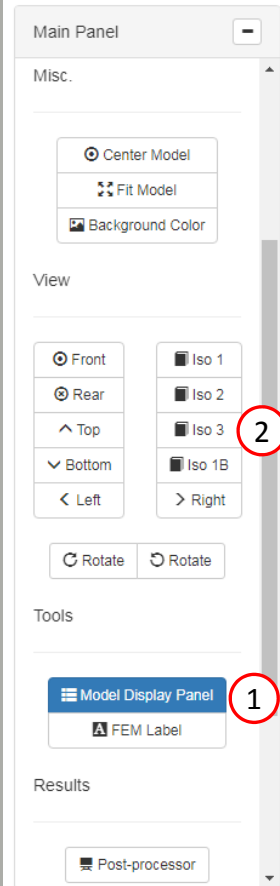 Main Panel
Misc.
Center Model
Fit Model
Background Color
View
Front
Iso 1
Rear
Iso 2
Top
Iso 3
2
Bottom
Iso 1B
Left
Right
Rotate
Rotate
Tools
Model Display Panel
1
A FEM Label
Results
Post-processor